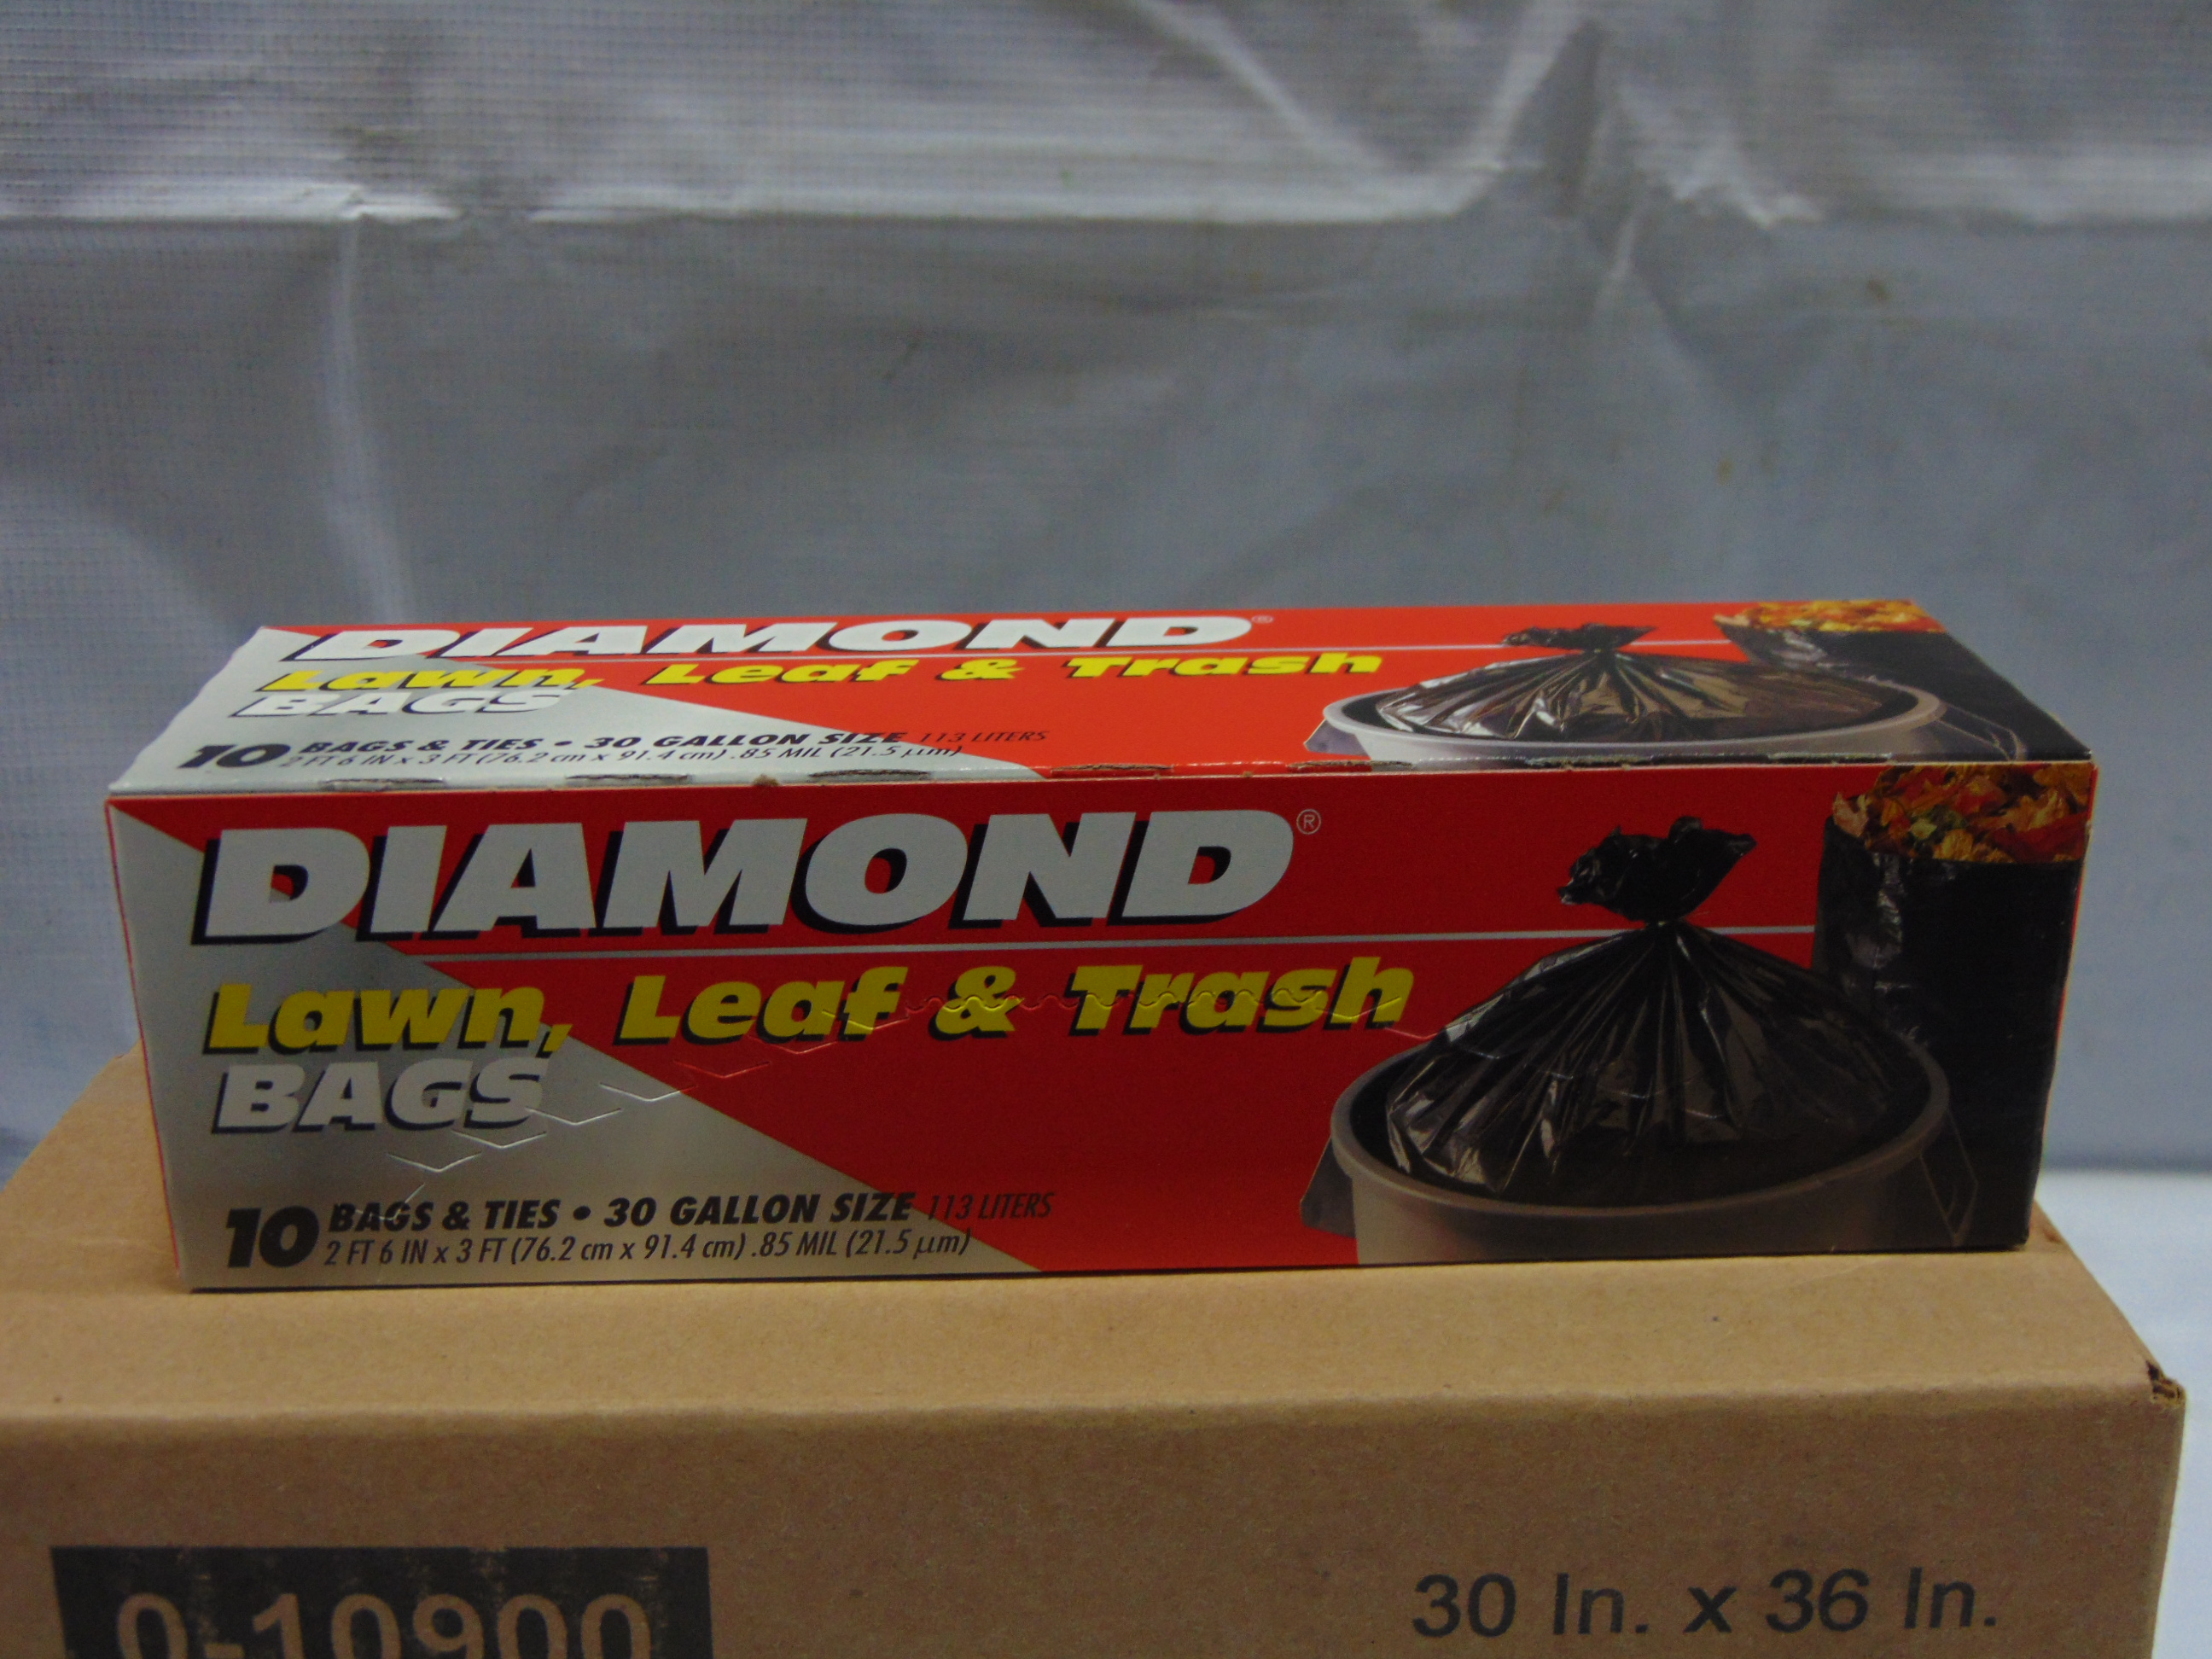 DIAMOND®
Lawn, Leaf & Trash
BAGS
10 BAGS & TIES • 30 GALLON SIZE 113 LITERS
2 FT 6 IN x 3 FT (76.2 cm x 91.4 cm) .85 MIL (21.5 µm)
DIAMOND®
Lawn, Leaf & Trash
BAGS
10 BAGS & TIES • 30 GALLON SIZE 113 LITERS
2 FT 6 IN x 3 FT (76.2 cm x 91.4 cm) .85 MIL (21.5 µm)
0-10900
30 In. x 36 In.